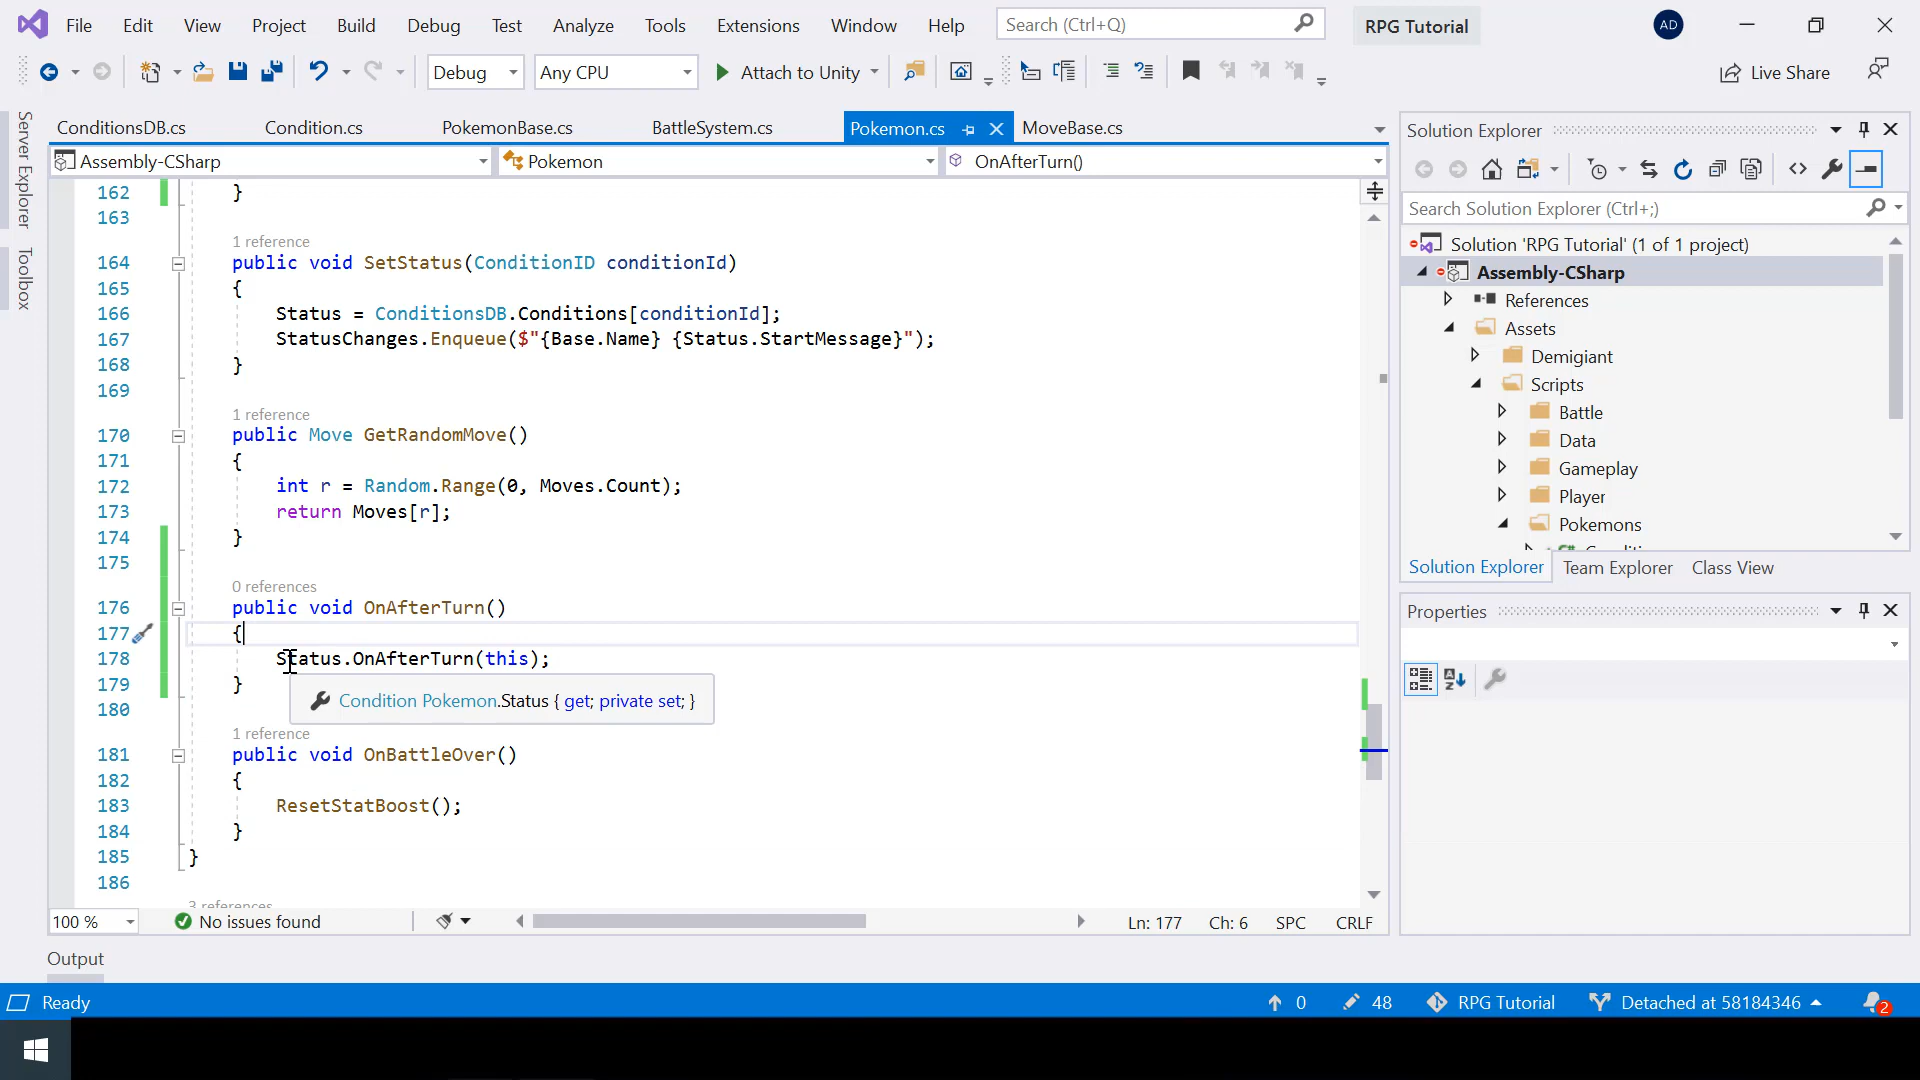 File Edit View Project Build Debug Test Analyze Tools Extensions Window Help Search (Ctrl+Q) RPG Tutorial AD
Debug Any CPU Attach to Unity Live Share
Server Explorer
Toolbox
ConditionsDB.cs Condition.cs PokemonBase.cs BattleSystem.cs Pokemon.cs MoveBase.cs
Assembly-CSharp Pokemon OnAfterTurn()
162 }
163
1 reference
164 public void SetStatus(ConditionID conditionId)
165 {
166 Status = ConditionsDB.Conditions[conditionId];
167 StatusChanges.Enqueue($"{Base.Name} {Status.StartMessage}");
168 }
169
1 reference
170 public Move GetRandomMove()
171 {
172 int r = Random.Range(0, Moves.Count);
173 return Moves[r];
174 }
175
0 references
176 public void OnAfterTurn()
177 {
178 Status.OnAfterTurn(this);
179 }
Condition Pokemon.Status { get; private set; }
180
1 reference
181 public void OnBattleOver()
182 {
183 ResetStatBoost();
184 }
185 }
186
3 references
100 % No issues found Ln: 177 Ch: 6 SPC CRLF
Solution Explorer
Search Solution Explorer (Ctrl+;)
Solution 'RPG Tutorial' (1 of 1 project)
Assembly-CSharp
References
Assets
Demigiant
Scripts
Battle
Data
Gameplay
Player
Pokemons
Solution Explorer Team Explorer Class View
Properties
Output
Ready 0 48 RPG Tutorial Detached at 58184346 2